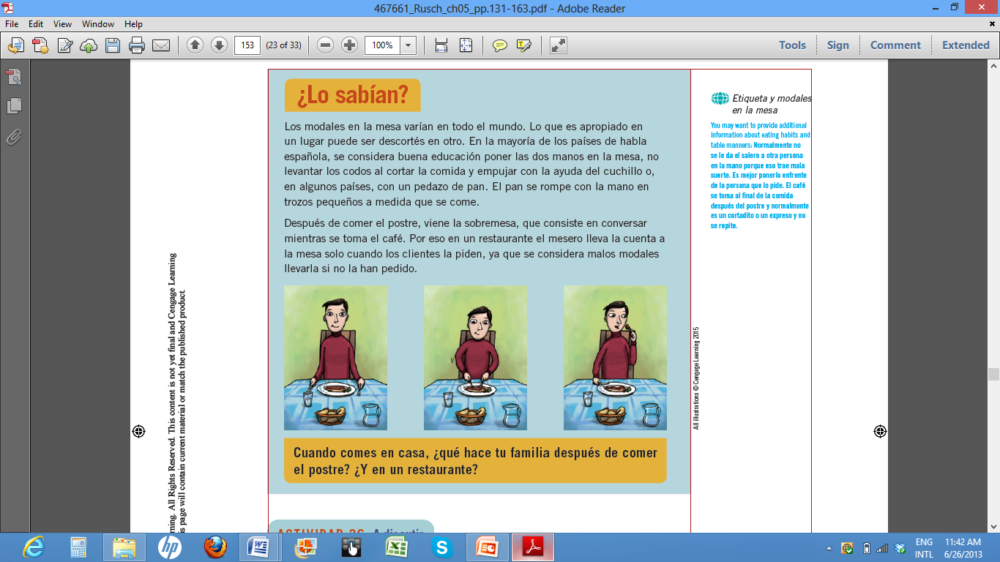 467661_Rusch_ch05_pp.131-163.pdf - Adobe Reader
File Edit View Window Help
153 (23 of 33) 100% Tools Sign Comment Extended
¿Lo sabían?
Los modales en la mesa varían en todo el mundo. Lo que es apropiado en
un lugar puede ser descortés en otro. En la mayoría de los países de habla
española, se considera buena educación poner las dos manos en la mesa, no
levantar los codos al cortar la comida y empujar con la ayuda del cuchillo o,
en algunos países, con un pedazo de pan. El pan se rompe con la mano en
trozos pequeños a medida que se come.
Después de comer el postre, viene la sobremesa, que consiste en conversar
mientras se toma el café. Por eso en un restaurante el mesero lleva la cuenta a
la mesa solo cuando los clientes la piden, ya que se considera malos modales
llevarla si no la han pedido.
Cuando comes en casa, ¿qué hace tu familia después de comer
el postre? ¿Y en un restaurante?
Etiqueta y modales
en la mesa
You may want to provide additional
information about eating habits and
table manners: Normalmente no
se le da el salero a otra persona
en la mano porque eso trae mala
suerte. Es mejor ponerlo enfrente
de la persona que lo pide. El café
se toma al final de la comida
después del postre y normalmente
es un cortadito o un expreso y no
se repite.
All illustrations © Cengage Learning 2015
rning. All Rights Reserved. This content is not yet final and Cengage Learning
s page will contain current material or match the published product.
ACTIVIDAD 26 A discutir
hp
ENG 11:42 AM
INTL 6/26/2013